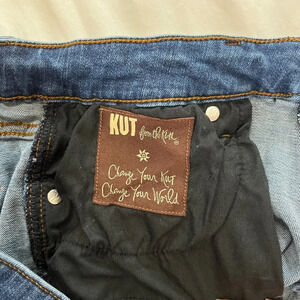 KUT from the Kloth ®
Change Your KUT
Change Your World.